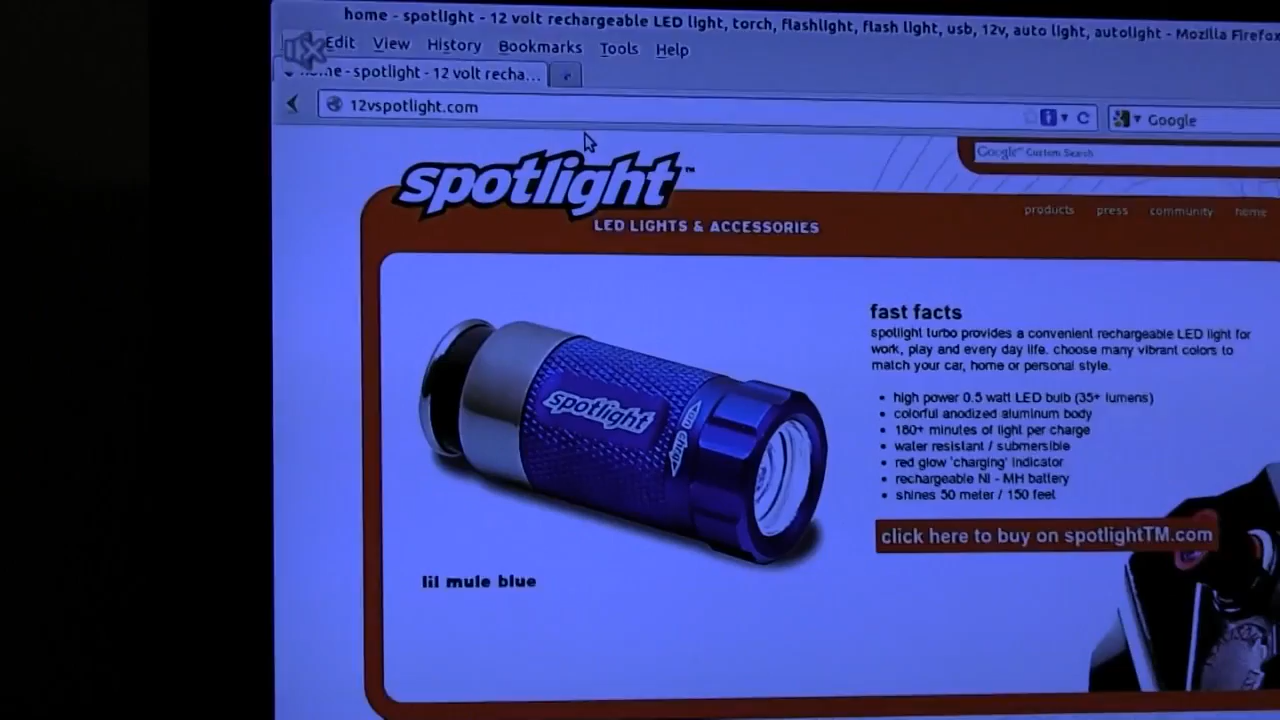 home - spotlight - 12 volt rechargeable LED light, torch, flashlight, flash light, usb, 12v, auto light, autolight - Mozilla Firefox
Edit View History Bookmarks Tools Help
home - spotlight - 12 volt recha...
12vspotlight.com
Google
Google™ Custom Search
spotlight™
LED LIGHTS & ACCESSORIES
products press community home
fast facts
spotlight turbo provides a convenient rechargeable LED light for
work, play and every day life. choose many vibrant colors to
match your car, home or personal style.
• high power 0.5 watt LED bulb (35+ lumens)
• colorful anodized aluminum body
• 180+ minutes of light per charge
• water resistant / submersible
• red glow 'charging' indicator
• rechargeable NI - MH battery
• shines 50 meter / 150 feet
spotlight
click here to buy on spotlightTM.com
lil mule blue